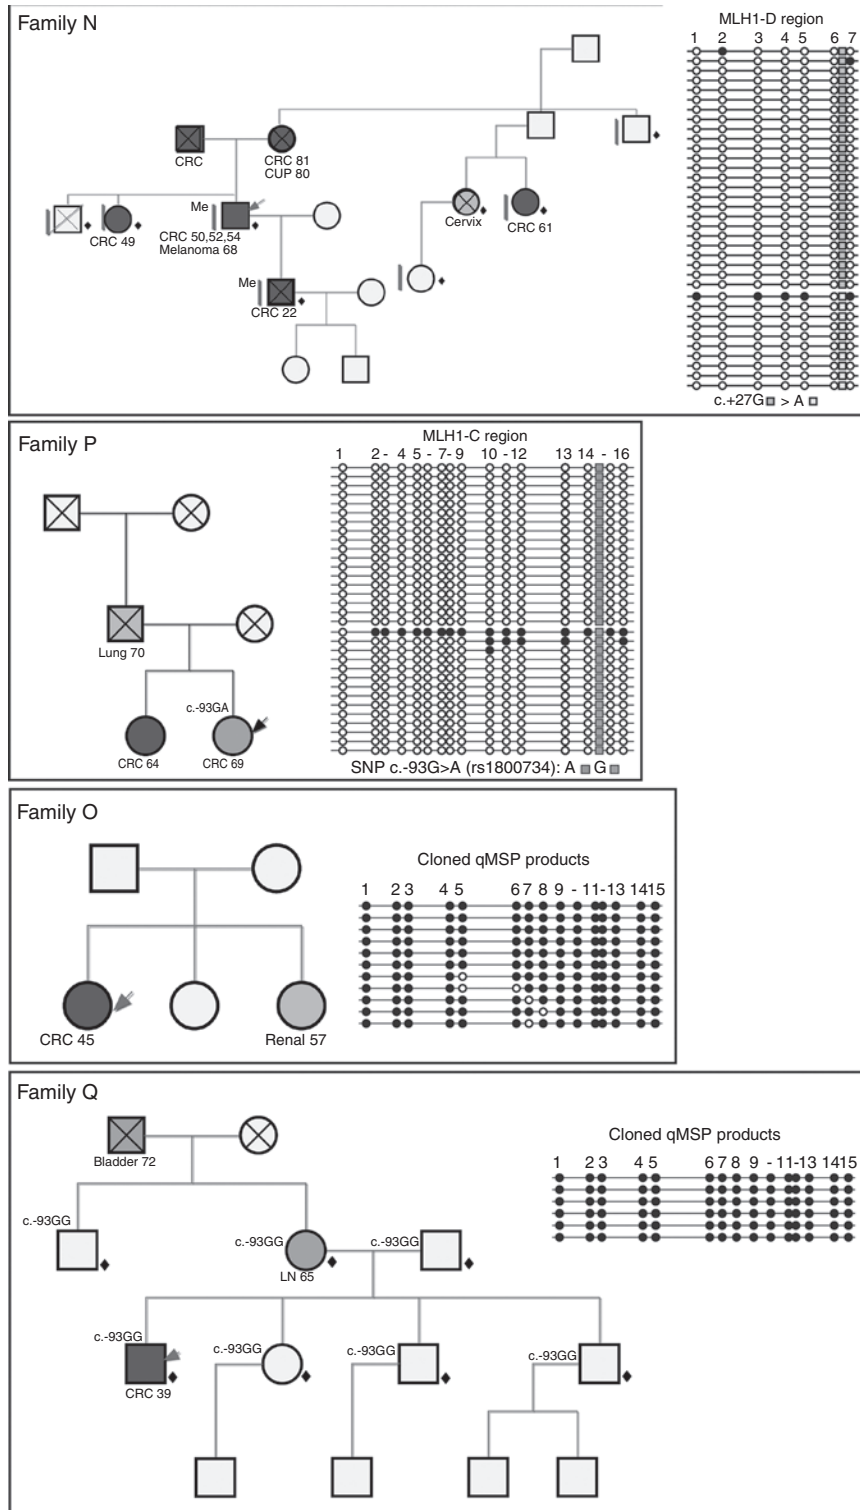 Family N
MLH1-D region
1 2 3 4 5 6 7
CRC
CRC 81
CUP 80
Me
CRC 49
CRC 50,52,54
Melanoma 68
Cervix
CRC 61
Me
CRC 22
c.+27G > A
Family P
MLH1-C region
1 2 - 4 5 - 7- 9 10 - 12 13 14 - 16
Lung 70
c.-93GA
CRC 64
CRC 69
SNP c.-93G>A (rs1800734): A G
Family O
Cloned qMSP products
1 2 3 4 5 6 7 8 9 - 11-13 1415
CRC 45
Renal 57
Family Q
Cloned qMSP products
1 2 3 4 5 6 7 8 9 - 11-13 1415
Bladder 72
c.-93GG
c.-93GG
c.-93GG
LN 65
c.-93GG
c.-93GG
c.-93GG
c.-93GG
CRC 39